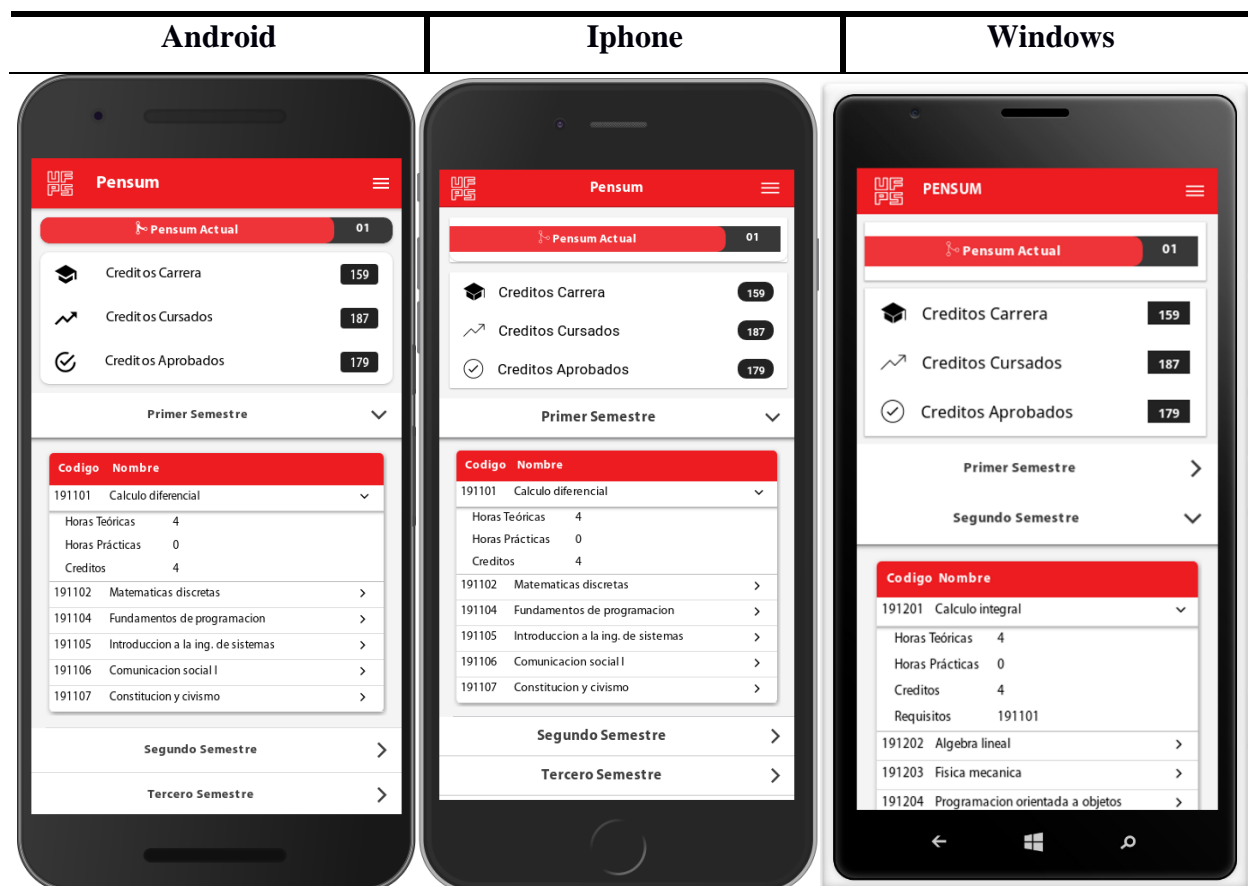 Android
Iphone
Windows
UFPS
Pensum
Pensum Actual 01
Creditos Carrera 159
Creditos Cursados 187
Creditos Aprobados 179
Primer Semestre
Codigo Nombre
191101 Calculo diferencial
Horas Teóricas 4
Horas Prácticas 0
Creditos 4
191102 Matematicas discretas
191104 Fundamentos de programacion
191105 Introduccion a la ing. de sistemas
191106 Comunicacion social I
191107 Constitucion y civismo
Segundo Semestre
Tercero Semestre
UFPS
Pensum
Pensum Actual 01
Creditos Carrera 159
Creditos Cursados 187
Creditos Aprobados 179
Primer Semestre
Codigo Nombre
191101 Calculo diferencial
Horas Teóricas 4
Horas Prácticas 0
Creditos 4
191102 Matematicas discretas
191104 Fundamentos de programacion
191105 Introduccion a la ing. de sistemas
191106 Comunicacion social I
191107 Constitucion y civismo
Segundo Semestre
Tercero Semestre
UFPS
PENSUM
Pensum Actual 01
Creditos Carrera 159
Creditos Cursados 187
Creditos Aprobados 179
Primer Semestre
Segundo Semestre
Codigo Nombre
191201 Calculo integral
Horas Teóricas 4
Horas Prácticas 0
Creditos 4
Requisitos 191101
191202 Algebra lineal
191203 Fisica mecanica
191204 Programacion orientada a objetos